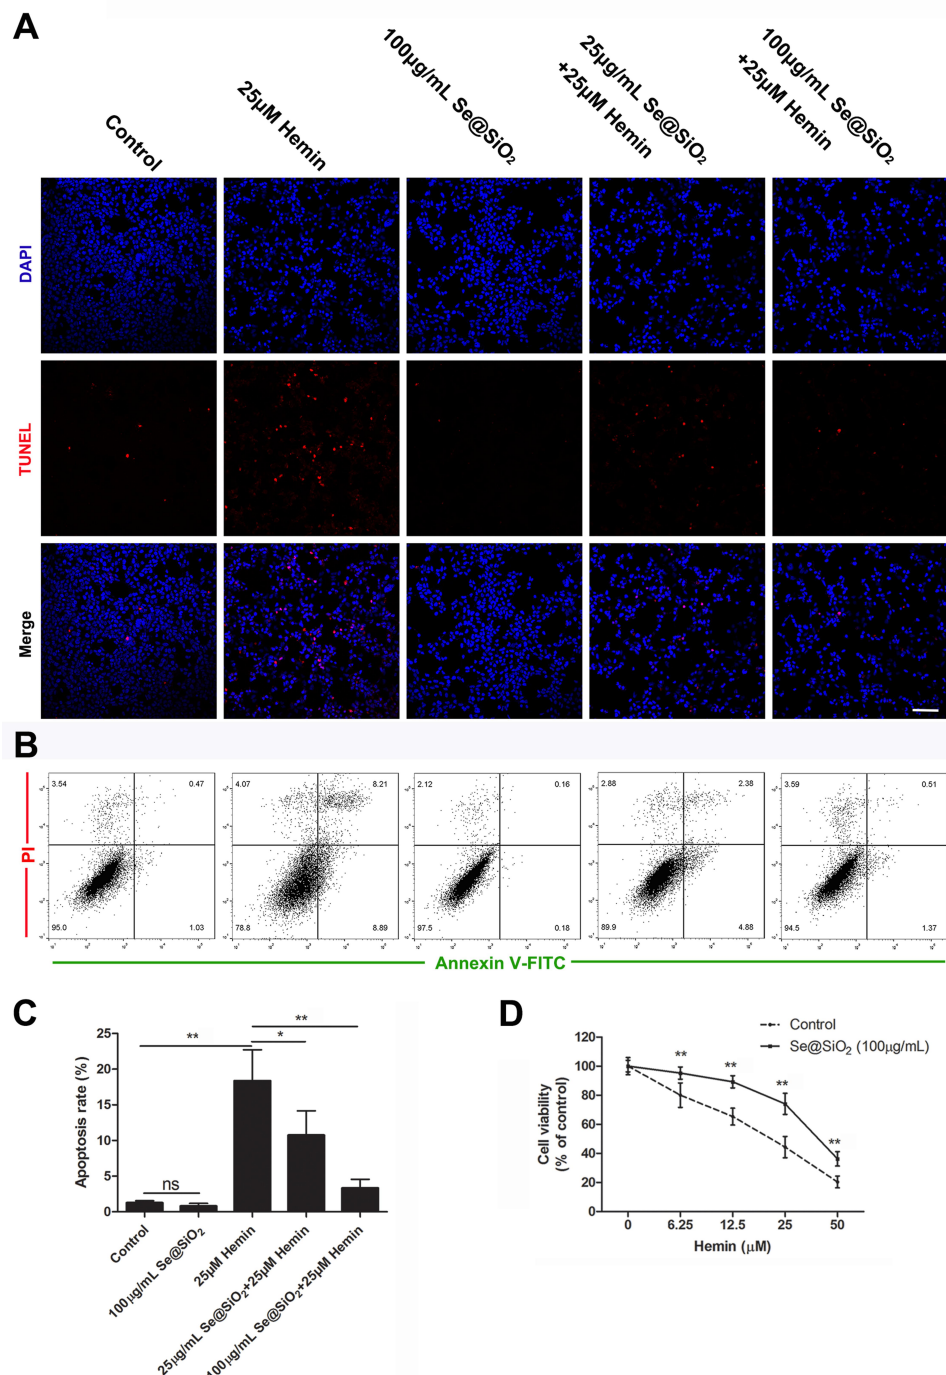 A
Control
25μM Hemin
100μg/mL Se@SiO₂
25μg/mL Se@SiO₂
+25μM Hemin
100μg/mL Se@SiO₂
+25μM Hemin
DAPI
TUNEL
Merge
B
PI
3.54
0.47
95.0
1.03
4.07
8.21
78.8
8.89
2.12
0.16
97.5
0.18
2.88
2.38
89.9
4.88
3.59
0.51
94.5
1.37
Annexin V-FITC
C
Apoptosis rate (%)
25
20
15
10
5
0
ns
**
*
**
Control
100μg/mL Se@SiO₂
25μM Hemin
25μg/mL Se@SiO₂+25μM Hemin
100μg/mL Se@SiO₂+25μM Hemin
D
Control
Se@SiO₂ (100μg/mL)
Cell viability
(% of control)
120
100
80
60
40
20
0
**
**
**
**
0
6.25
12.5
25
50
Hemin (μM)